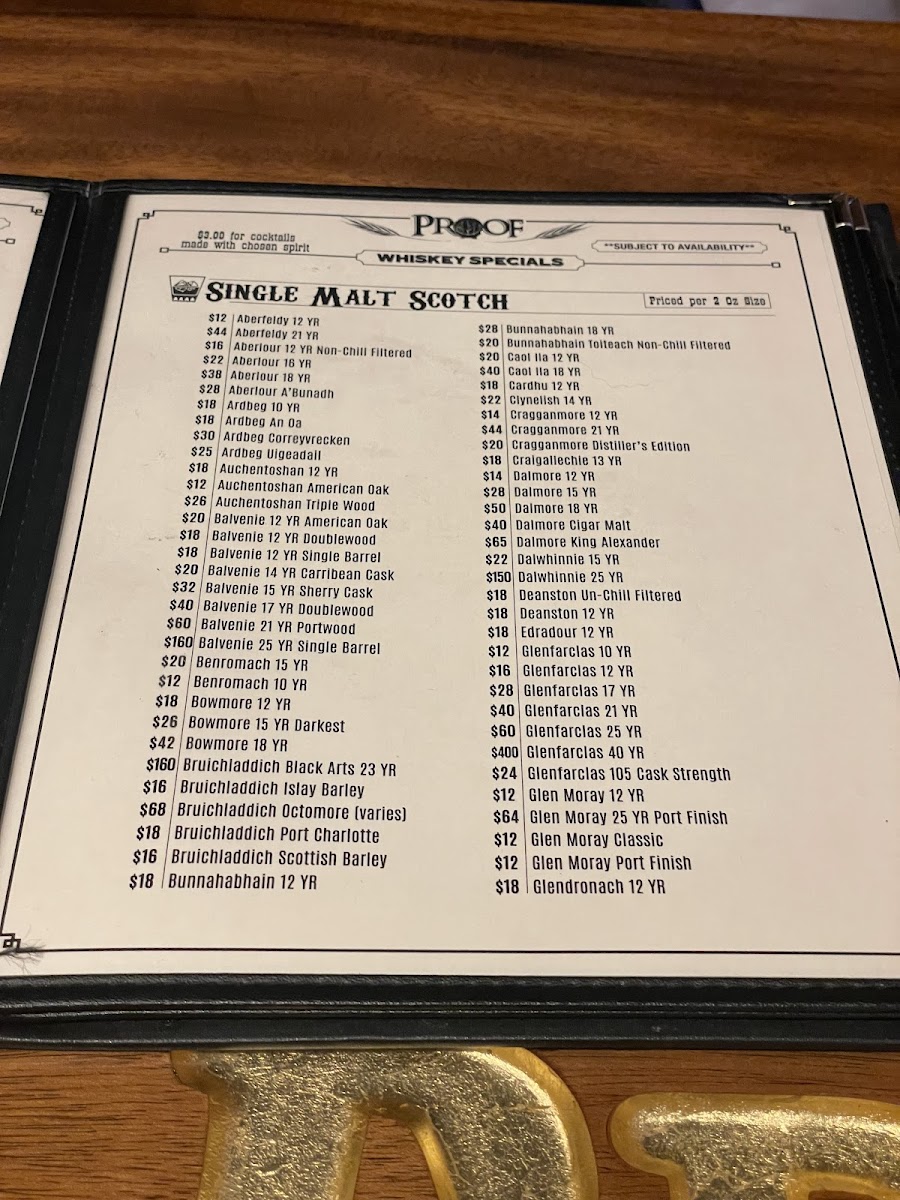 PROOF
$3.00 for cocktails
made with chosen spirit
**SUBJECT TO AVAILABILITY**
WHISKEY SPECIALS
SINGLE MALT SCOTCH
Priced per 2 Oz Size
$12 Aberfeldy 12 YR
$44 Aberfeldy 21 YR
$16 Aberlour 12 YR Non-Chill Filtered
$22 Aberlour 16 YR
$38 Aberlour 18 YR
$28 Aberlour A'Bunadh
$18 Ardbeg 10 YR
$18 Ardbeg An Oa
$30 Ardbeg Correyvrecken
$25 Ardbeg Uigeadail
$18 Auchentoshan 12 YR
$12 Auchentoshan American Oak
$26 Auchentoshan Triple Wood
$20 Balvenie 12 YR American Oak
$18 Balvenie 12 YR Doublewood
$18 Balvenie 12 YR Single Barrel
$20 Balvenie 14 YR Carribean Cask
$32 Balvenie 15 YR Sherry Cask
$40 Balvenie 17 YR Doublewood
$60 Balvenie 21 YR Portwood
$160 Balvenie 25 YR Single Barrel
$20 Benromach 15 YR
$12 Benromach 10 YR
$18 Bowmore 12 YR
$26 Bowmore 15 YR Darkest
$42 Bowmore 18 YR
$160 Bruichladdich Black Arts 23 YR
$16 Bruichladdich Islay Barley
$68 Bruichladdich Octomore (varies)
$18 Bruichladdich Port Charlotte
$16 Bruichladdich Scottish Barley
$18 Bunnahabhain 12 YR
$28 Bunnahabhain 18 YR
$20 Bunnahabhain Toiteach Non-Chill Filtered
$20 Caol Ila 12 YR
$40 Caol Ila 18 YR
$18 Cardhu 12 YR
$22 Clynelish 14 YR
$14 Cragganmore 12 YR
$44 Cragganmore 21 YR
$20 Cragganmore Distiller's Edition
$18 Craigallechie 13 YR
$14 Dalmore 12 YR
$28 Dalmore 15 YR
$50 Dalmore 18 YR
$40 Dalmore Cigar Malt
$65 Dalmore King Alexander
$22 Dalwhinnie 15 YR
$150 Dalwhinnie 25 YR
$18 Deanston Un-Chill Filtered
$18 Deanston 12 YR
$18 Edradour 12 YR
$12 Glenfarclas 10 YR
$16 Glenfarclas 12 YR
$28 Glenfarclas 17 YR
$40 Glenfarclas 21 YR
$60 Glenfarclas 25 YR
$400 Glenfarclas 40 YR
$24 Glenfarclas 105 Cask Strength
$12 Glen Moray 12 YR
$64 Glen Moray 25 YR Port Finish
$12 Glen Moray Classic
$12 Glen Moray Port Finish
$18 Glendronach 12 YR